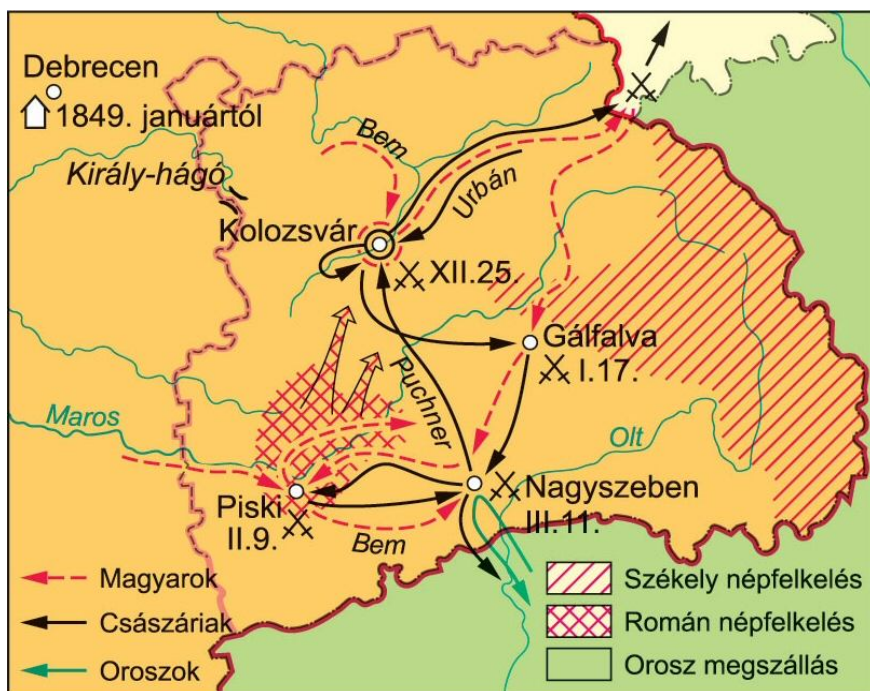 Debrecen
1849. januártól
Király-hágó
Bem
Urbán
Kolozsvár
XII.25.
Gálfalva
I.17.
Puchner
Maros
Olt
Piski
II.9.
Bem
Nagyszeben
III.11.
Magyarok
Császáriak
Oroszok
Székely népfelkelés
Román népfelkelés
Orosz megszállás